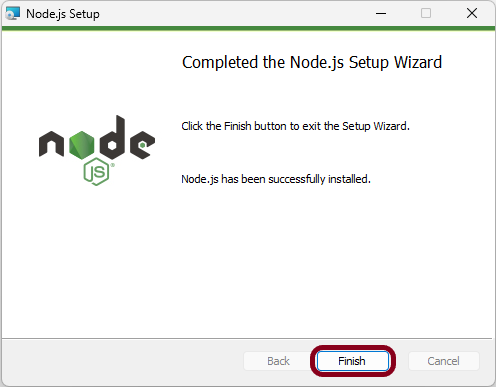 Node.js Setup
Completed the Node.js Setup Wizard
Click the Finish button to exit the Setup Wizard.
node
JS
®
Node.js has been successfully installed.
Back
Finish
Cancel